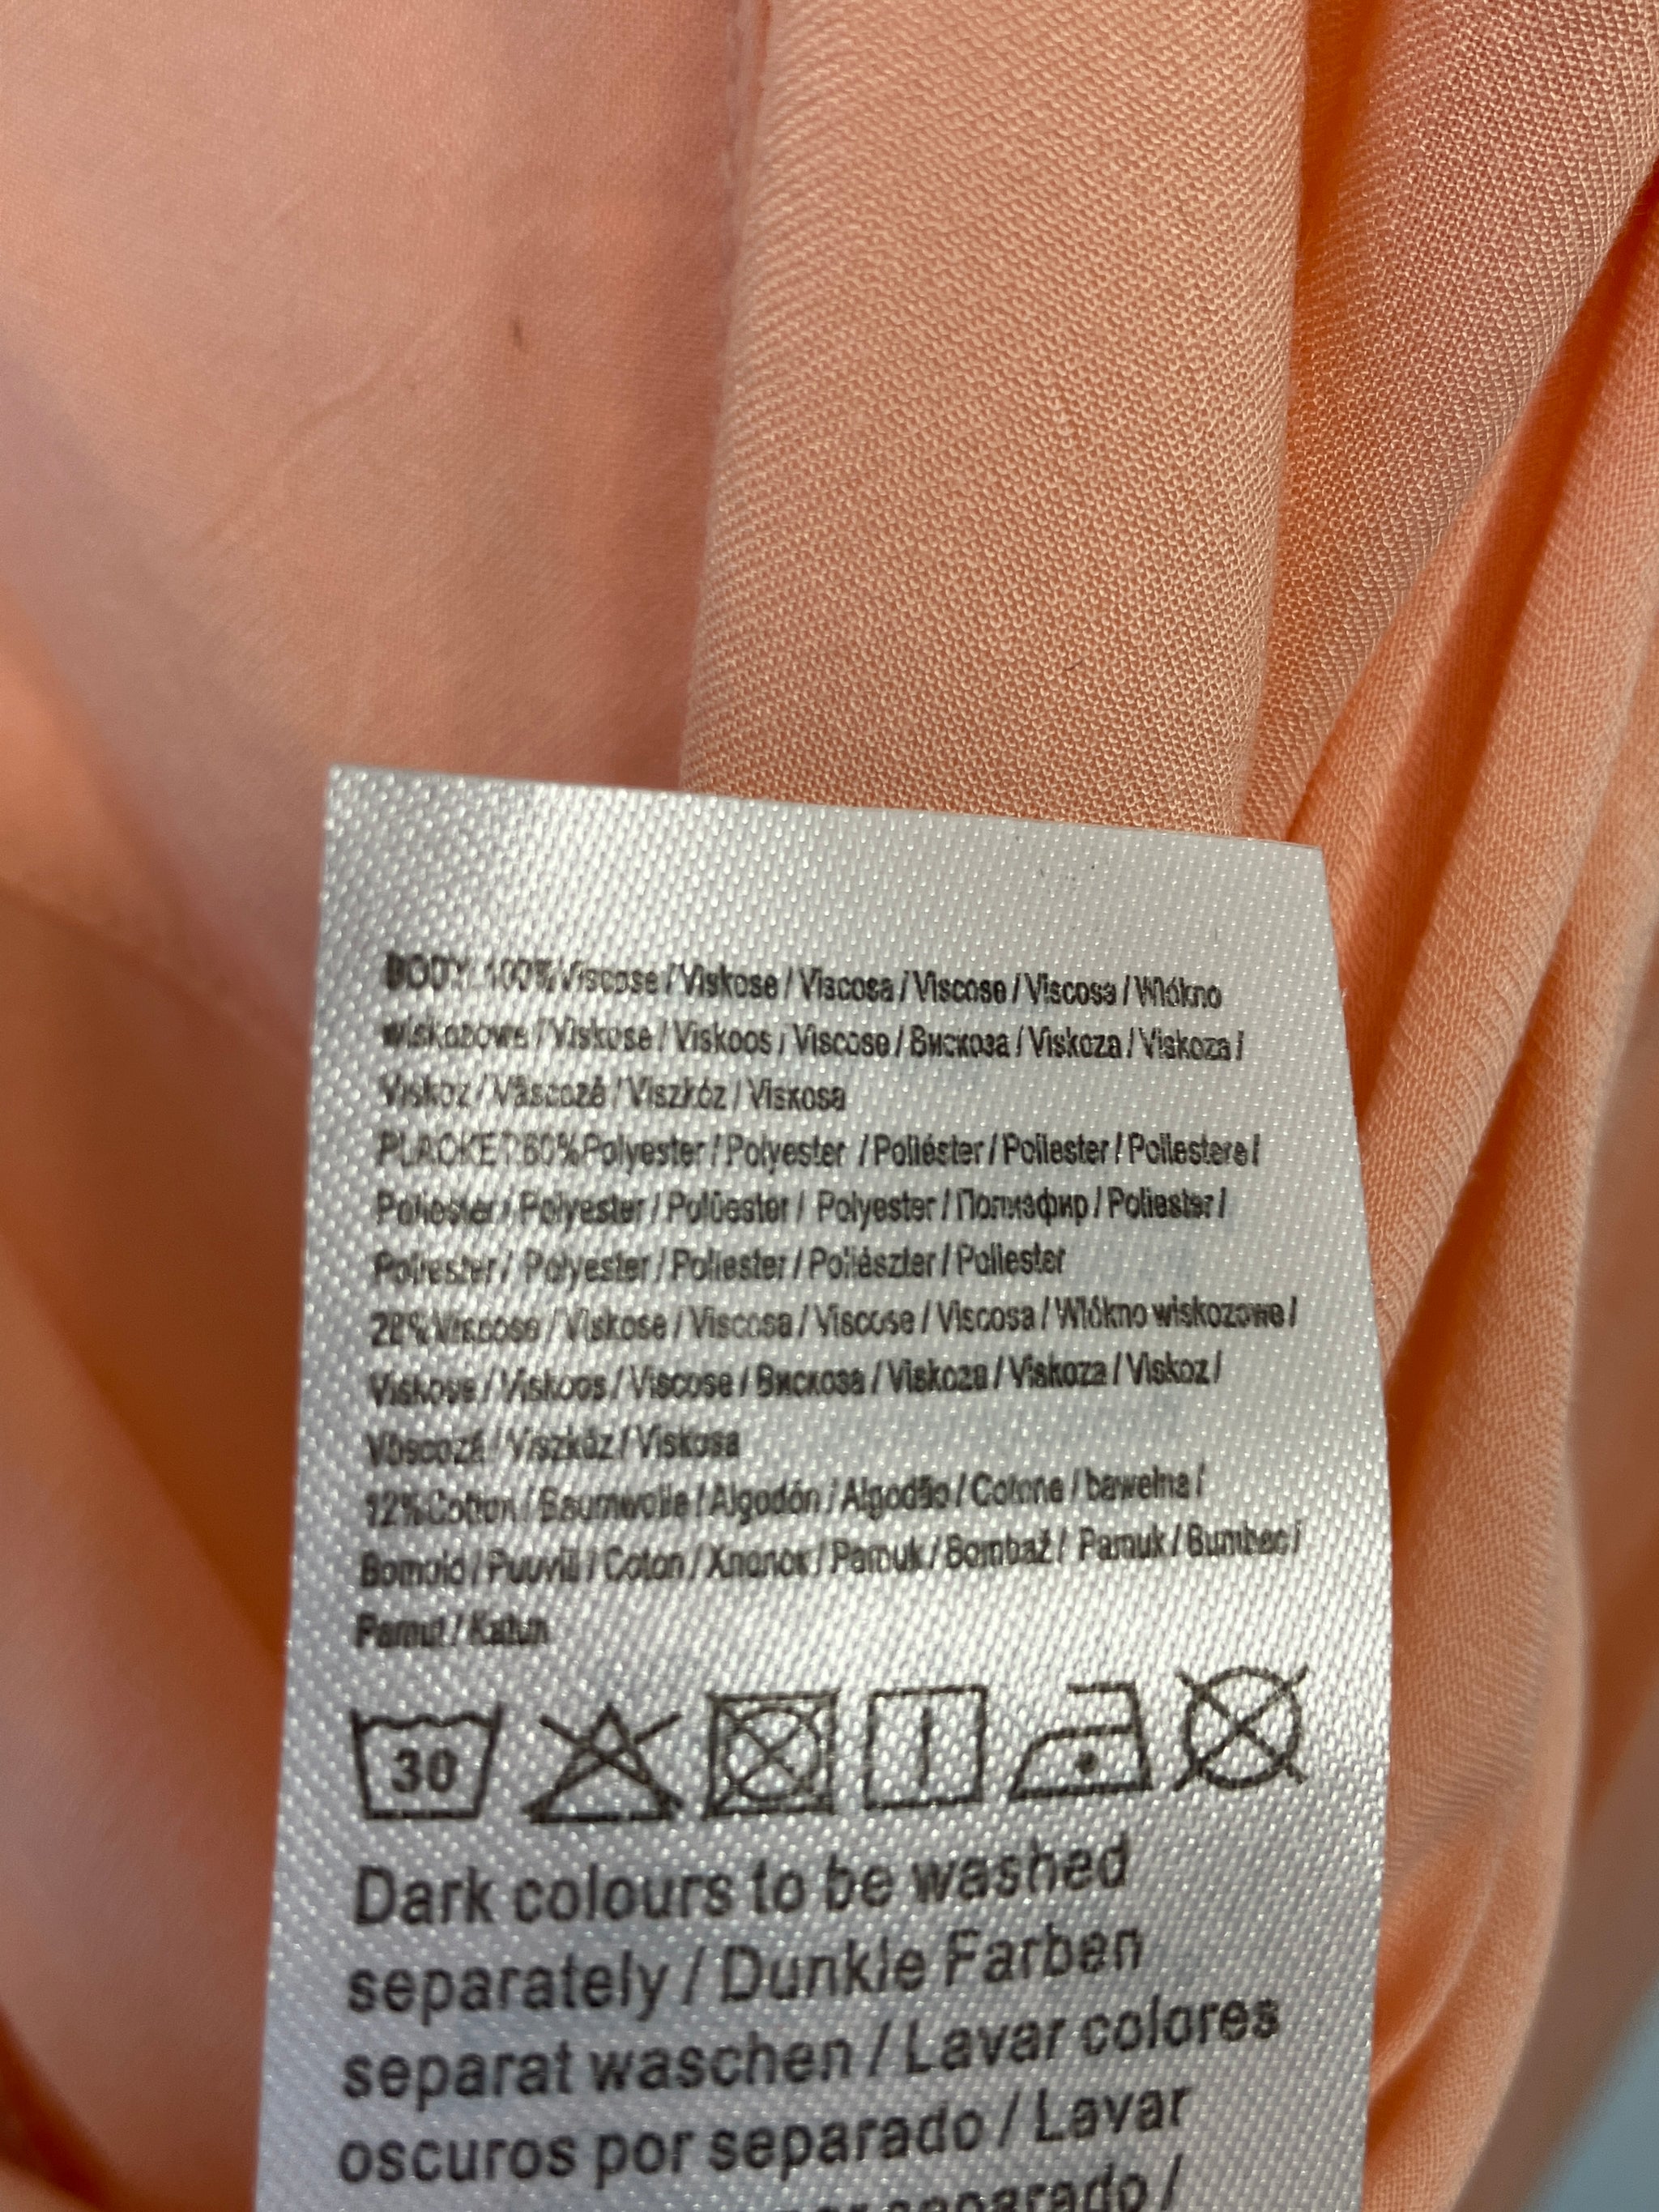 BODY: 100%Viscose / Viskose / Viscosa / Viscose / Viscosa / Włókno
wiskozowe / Viskose / Viskoos / Viscose / Вискоза / Viskoza / Viskoza /
Viskoz / Vâscoză / Viszkóz / Viskosa
PLACKET:60%Polyester / Polyester / Poliéster / Poliester / Poliestere /
Poliester / Polyester / Polüester / Polyester / Полиэфир / Poliester /
Poliester / Polyester / Poliester / Poliészter / Poliester
28%Viscose / Viskose / Viscosa / Viscose / Viscosa / Włókno wiskozowe /
Viskose / Viskoos / Viscose / Вискоза / Viskoza / Viskoza / Viskoz /
Vâscoză / Viszkóz / Viskosa
12%Cotton / Baumwolle / Algodón / Algodão / Cotone / bawełna /
Bomold / Puuvill / Coton / Хлопок / Pamuk / Bombaž / Pamuk / Bumbac /
Pamut / Katun
30
Dark colours to be washed
separately / Dunkle Farben
separat waschen / Lavar colores
oscuros por separado / Lavar
separado /